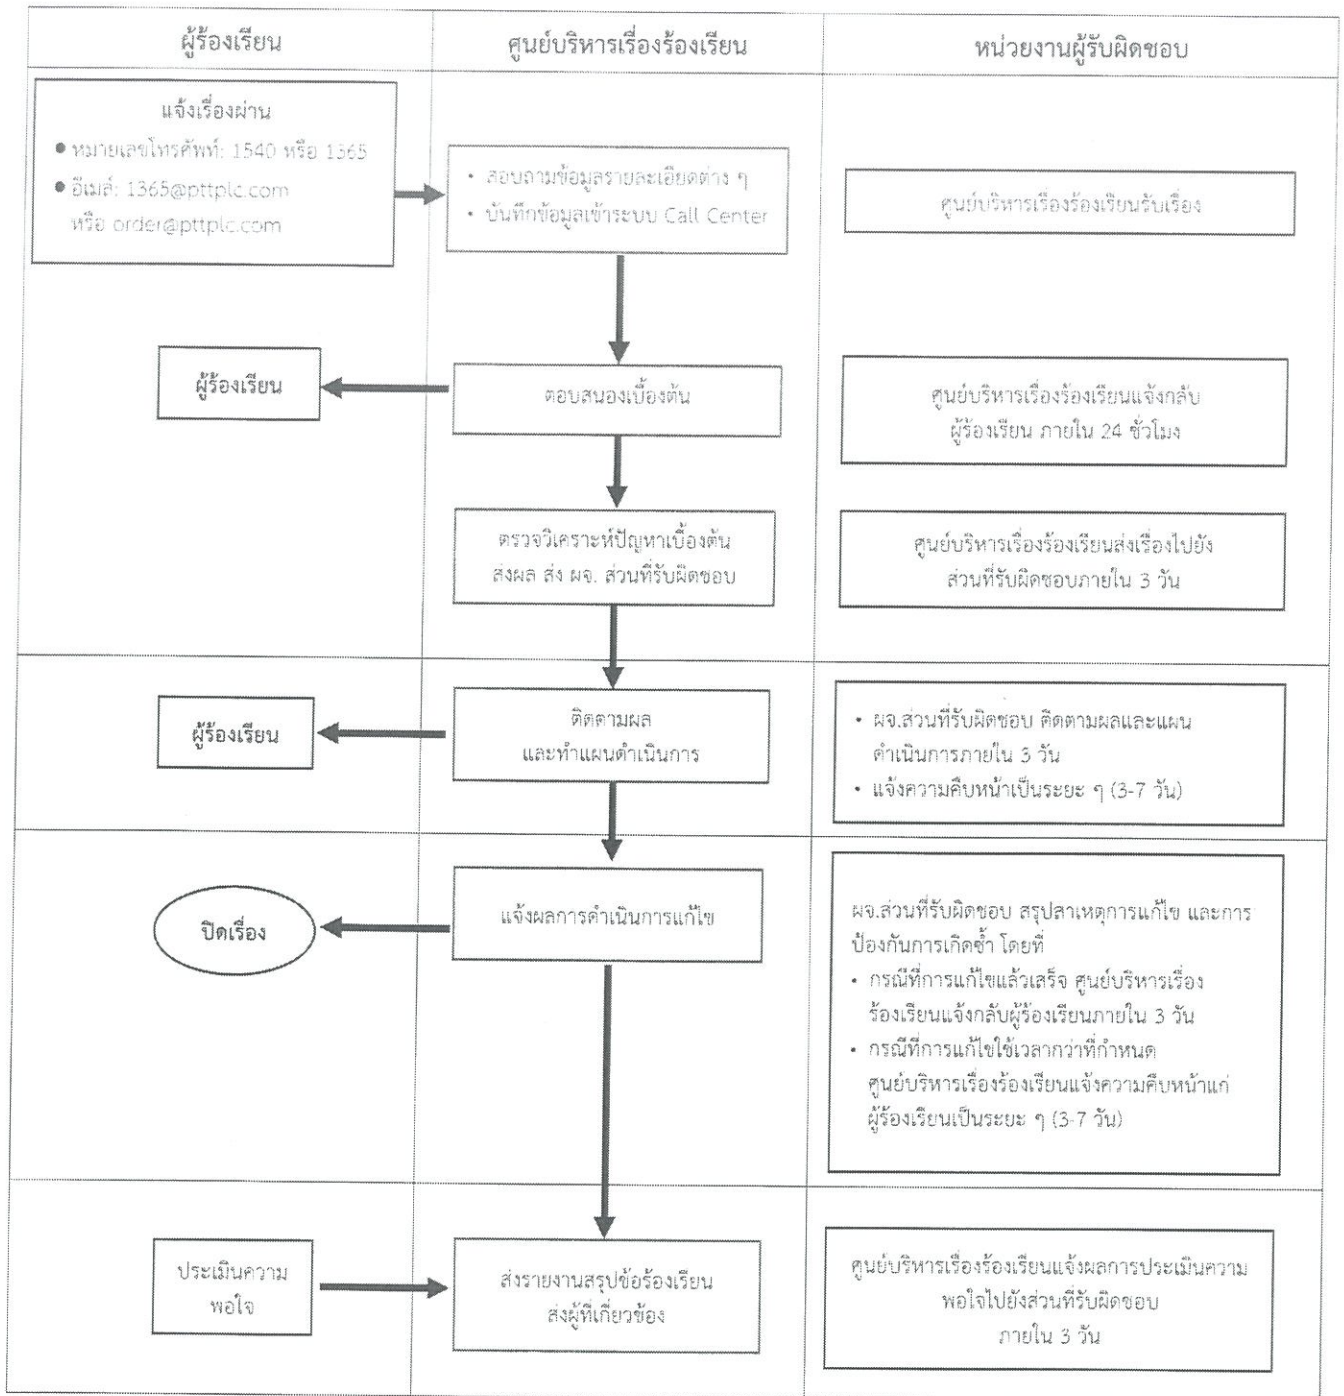 ผู้ร้องเรียน
ศูนย์บริหารเรื่องร้องเรียน
หน่วยงานผู้รับผิดชอบ
แจ้งเรื่องผ่าน
● หมายเลขโทรศัพท์: 1540 หรือ 1365
● อีเมล์: 1365@pttplc.com
หรือ order@pttplc.com
• สอบถามข้อมูลรายละเอียดต่าง ๆ
• บันทึกข้อมูลเข้าระบบ Call Center
ศูนย์บริหารเรื่องร้องเรียนรับเรื่อง
ผู้ร้องเรียน
ตอบสนองเบื้องต้น
ศูนย์บริหารเรื่องร้องเรียนแจ้งกลับ
ผู้ร้องเรียน ภายใน 24 ชั่วโมง
ตรวจวิเคราะห์ปัญหาเบื้องต้น
ส่งผล ส่ง ผจ. ส่วนที่รับผิดชอบ
ศูนย์บริหารเรื่องร้องเรียนส่งเรื่องไปยัง
ส่วนที่รับผิดชอบภายใน 3 วัน
ผู้ร้องเรียน
ติดตามผล
และทำแผนดำเนินการ
• ผจ.ส่วนที่รับผิดชอบ ติดตามผลและแผน
ดำเนินการภายใน 3 วัน
• แจ้งความคืบหน้าเป็นระยะ ๆ (3-7 วัน)
ปิดเรื่อง
แจ้งผลการดำเนินการแก้ไข
ผจ.ส่วนที่รับผิดชอบ สรุปสาเหตุการแก้ไข และการ
ป้องกันการเกิดซ้ำ โดยที่
• กรณีที่การแก้ไขแล้วเสร็จ ศูนย์บริหารเรื่อง
ร้องเรียนแจ้งกลับผู้ร้องเรียนภายใน 3 วัน
• กรณีที่การแก้ไขใช้เวลากว่าที่กำหนด
ศูนย์บริหารเรื่องร้องเรียนแจ้งความคืบหน้าแก่
ผู้ร้องเรียนเป็นระยะ ๆ (3-7 วัน)
ประเมินความ
พอใจ
ส่งรายงานสรุปข้อร้องเรียน
ส่งผู้ที่เกี่ยวข้อง
ศูนย์บริหารเรื่องร้องเรียนแจ้งผลการประเมินความ
พอใจไปยังส่วนที่รับผิดชอบ
ภายใน 3 วัน